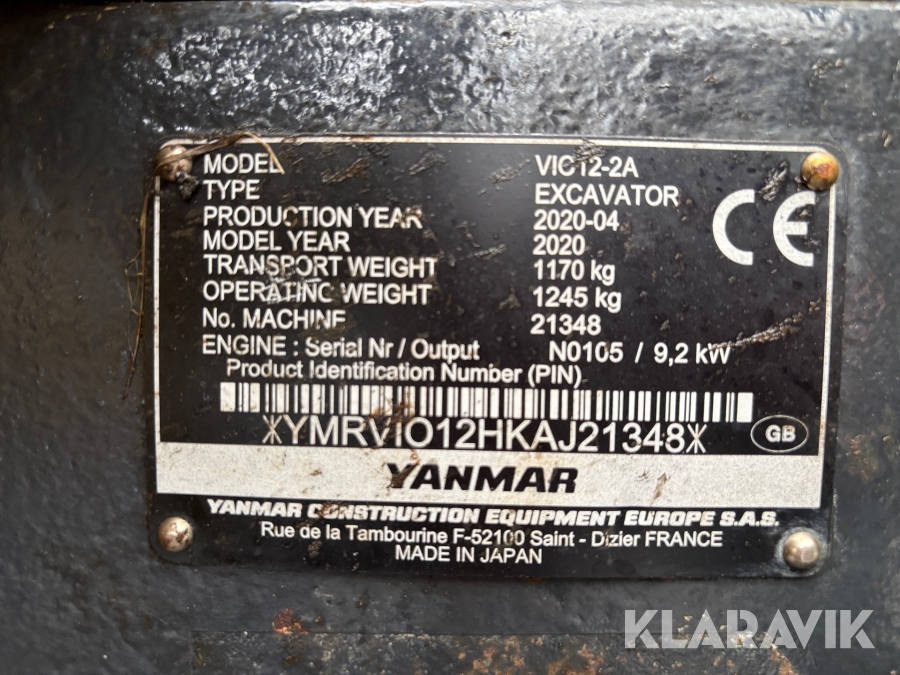 MODEL VIO12-2A
TYPE EXCAVATOR
PRODUCTION YEAR 2020-04
MODEL YEAR 2020
TRANSPORT WEIGHT 1170 kg
OPERATING WEIGHT 1245 kg
No. MACHINE 21348
ENGINE : Serial Nr / Output N0105 / 9,2 kW
Product Identification Number (PIN)
*YMRVIO12HKAJ21348*
CE
GB
YANMAR
YANMAR CONSTRUCTION EQUIPMENT EUROPE S.A.S.
Rue de la Tambourine F-52100 Saint - Dizier FRANCE
MADE IN JAPAN
KLARAVIK